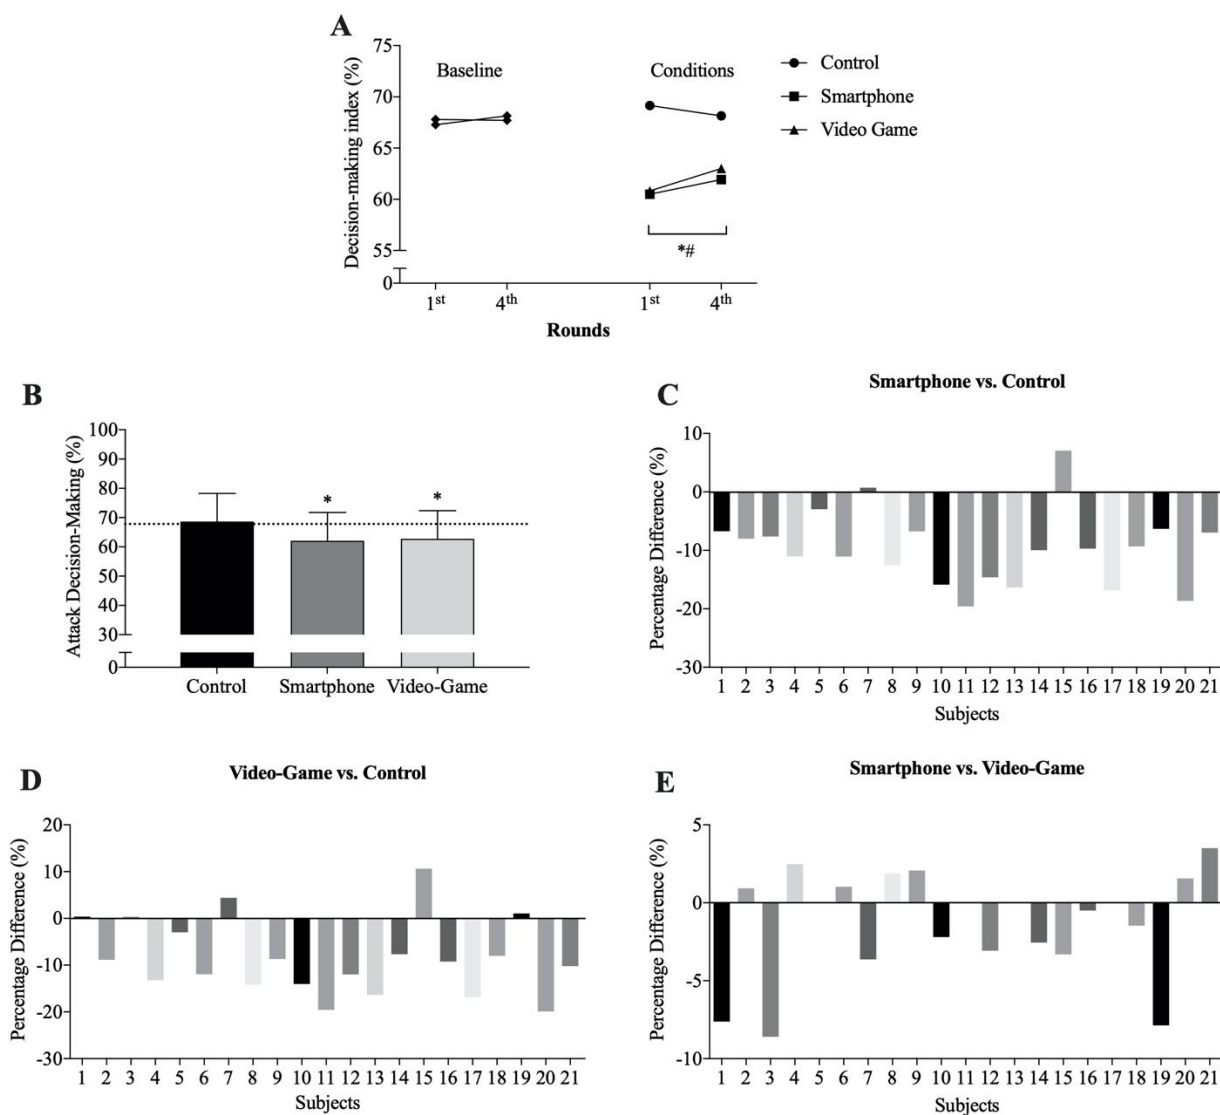 A
Decision-making index (%)
75
70
65
60
55
0
Baseline
Conditions
*#
1st
4th
1st
4th
Rounds
Control
Smartphone
Video Game
B
Attack Decision-Making (%)
100
90
80
70
60
50
40
30
0
*
*
Control
Smartphone
Video-Game
C
Smartphone vs. Control
Percentage Difference (%)
10
0
-10
-20
-30
1 2 3 4 5 6 7 8 9 10 11 12 13 14 15 16 17 18 19 20 21
Subjects
D
Video-Game vs. Control
Percentage Difference (%)
20
10
0
-10
-20
-30
1 2 3 4 5 6 7 8 9 10 11 12 13 14 15 16 17 18 19 20 21
Subjects
E
Smartphone vs. Video-Game
Percentage Difference (%)
5
0
-5
-10
1 2 3 4 5 6 7 8 9 10 11 12 13 14 15 16 17 18 19 20 21
Subjects